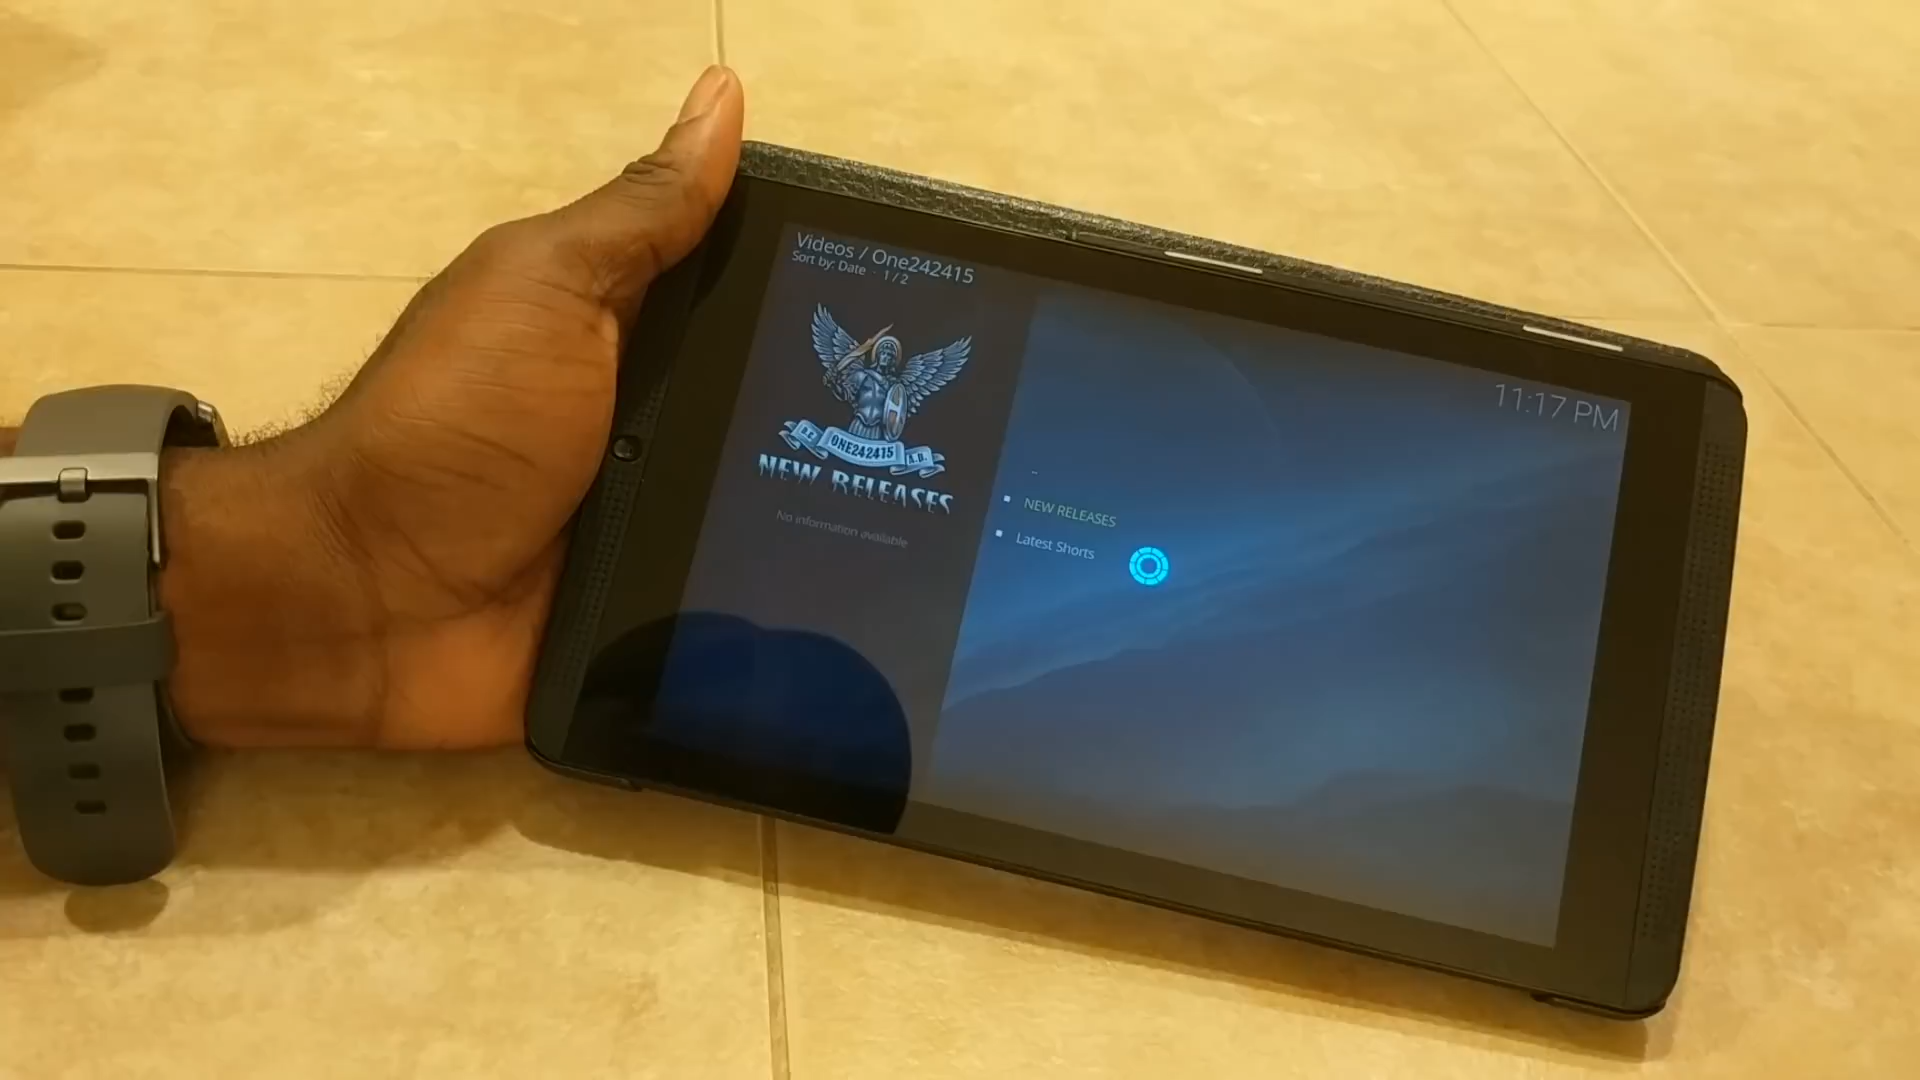 Videos / One242415
Sort by: Date · 1 / 2
11:17 PM
ONE242415
A.D.
NEW RELEASES
No information available
..
NEW RELEASES
Latest Shorts